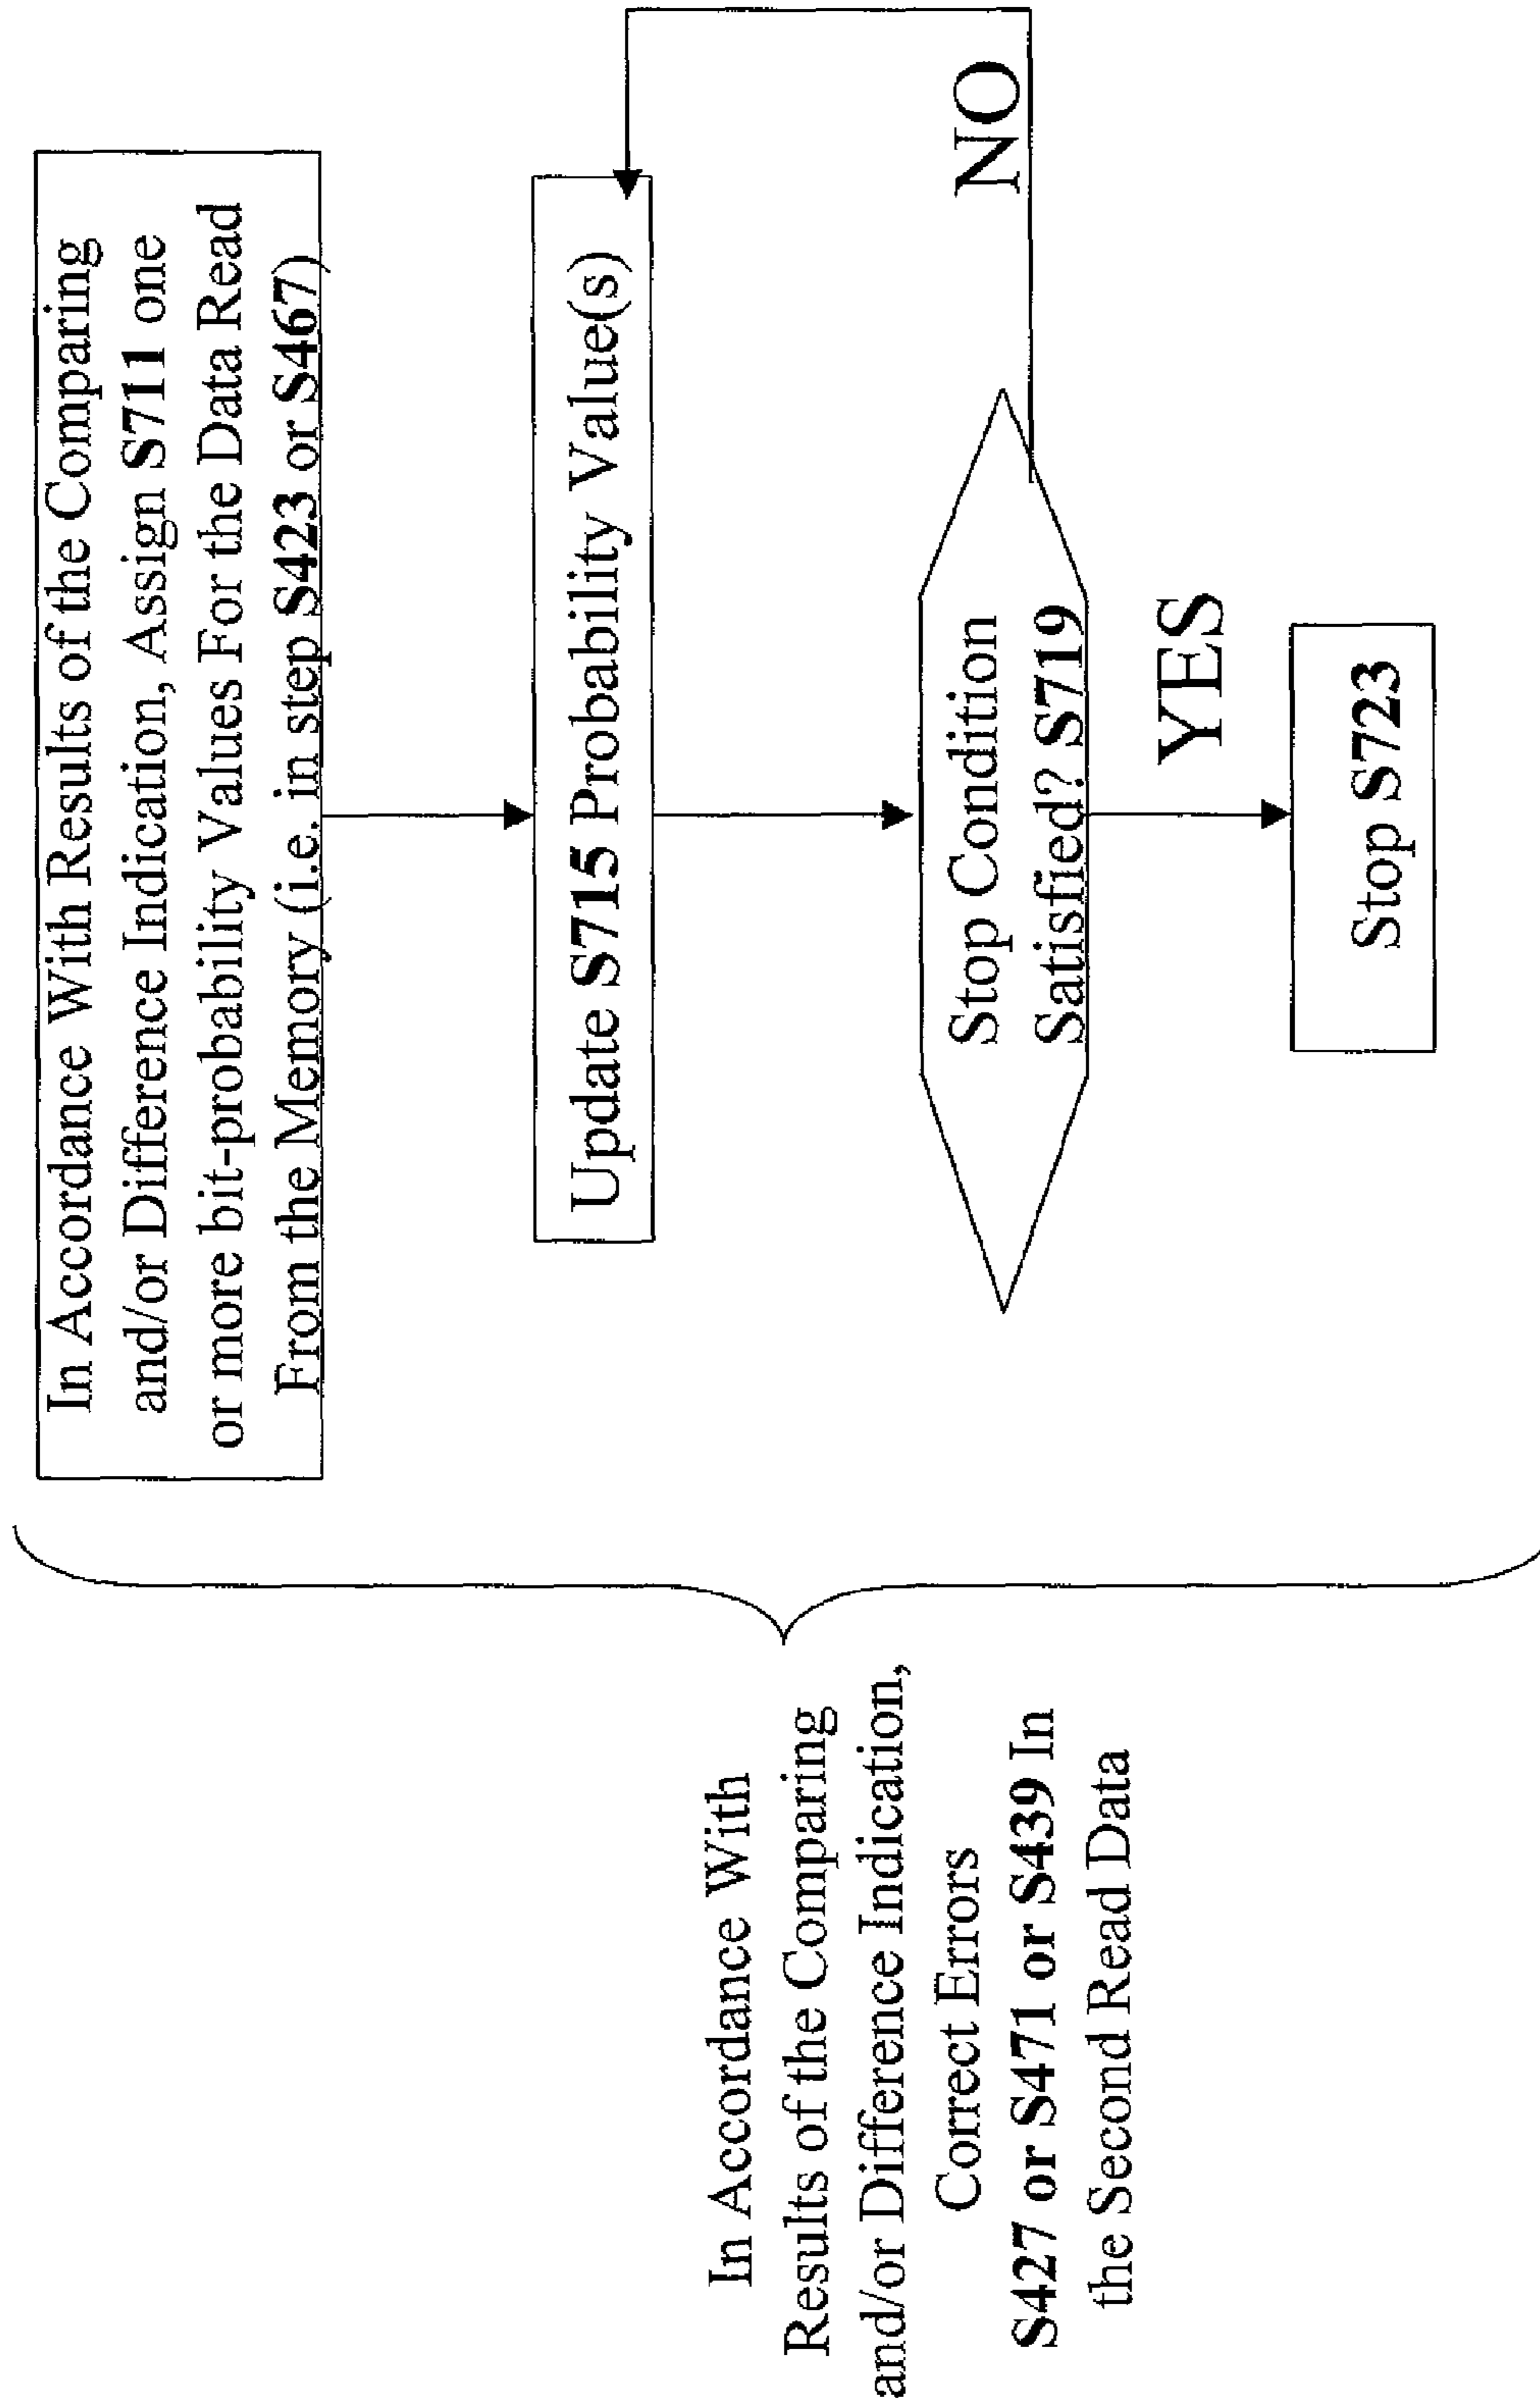 In Accordance With
Results of the Comparing
and/or Difference Indication,
Correct Errors
S427 or S471 or S439 In
the Second Read Data
In Accordance With Results of the Comparing
and/or Difference Indication, Assign S711 one
or more bit-probability Values For the Data Read
From the Memory (i.e. in step S423 or S467)
Update S715 Probability Value(s)
Stop Condition
Satisfied? S719
NO
YES
Stop S723